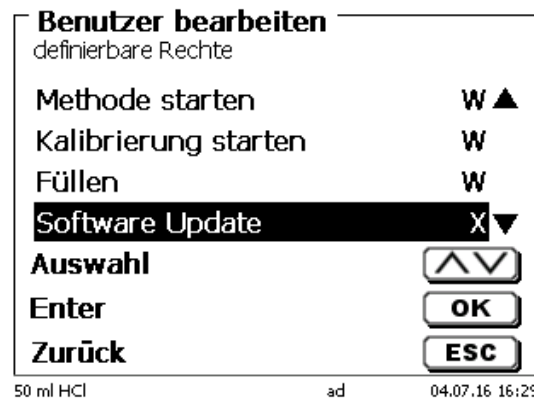 Benutzer bearbeiten
definierbare Rechte
Methode starten W ▲
Kalibrierung starten W
Füllen W
Software Update X ▼
Auswahl
Enter OK
Zurück ESC
50 ml HCl ad 04.07.16 16:29